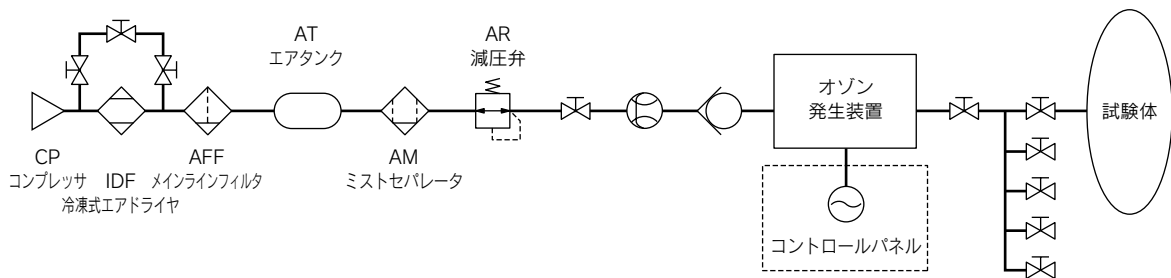 AT
エアタンク
AR
減圧弁
オゾン
発生装置
試験体
CP
コンプレッサ
IDF
冷凍式エアドライヤ
AFF
メインラインフィルタ
AM
ミストセパレータ
コントロールパネル